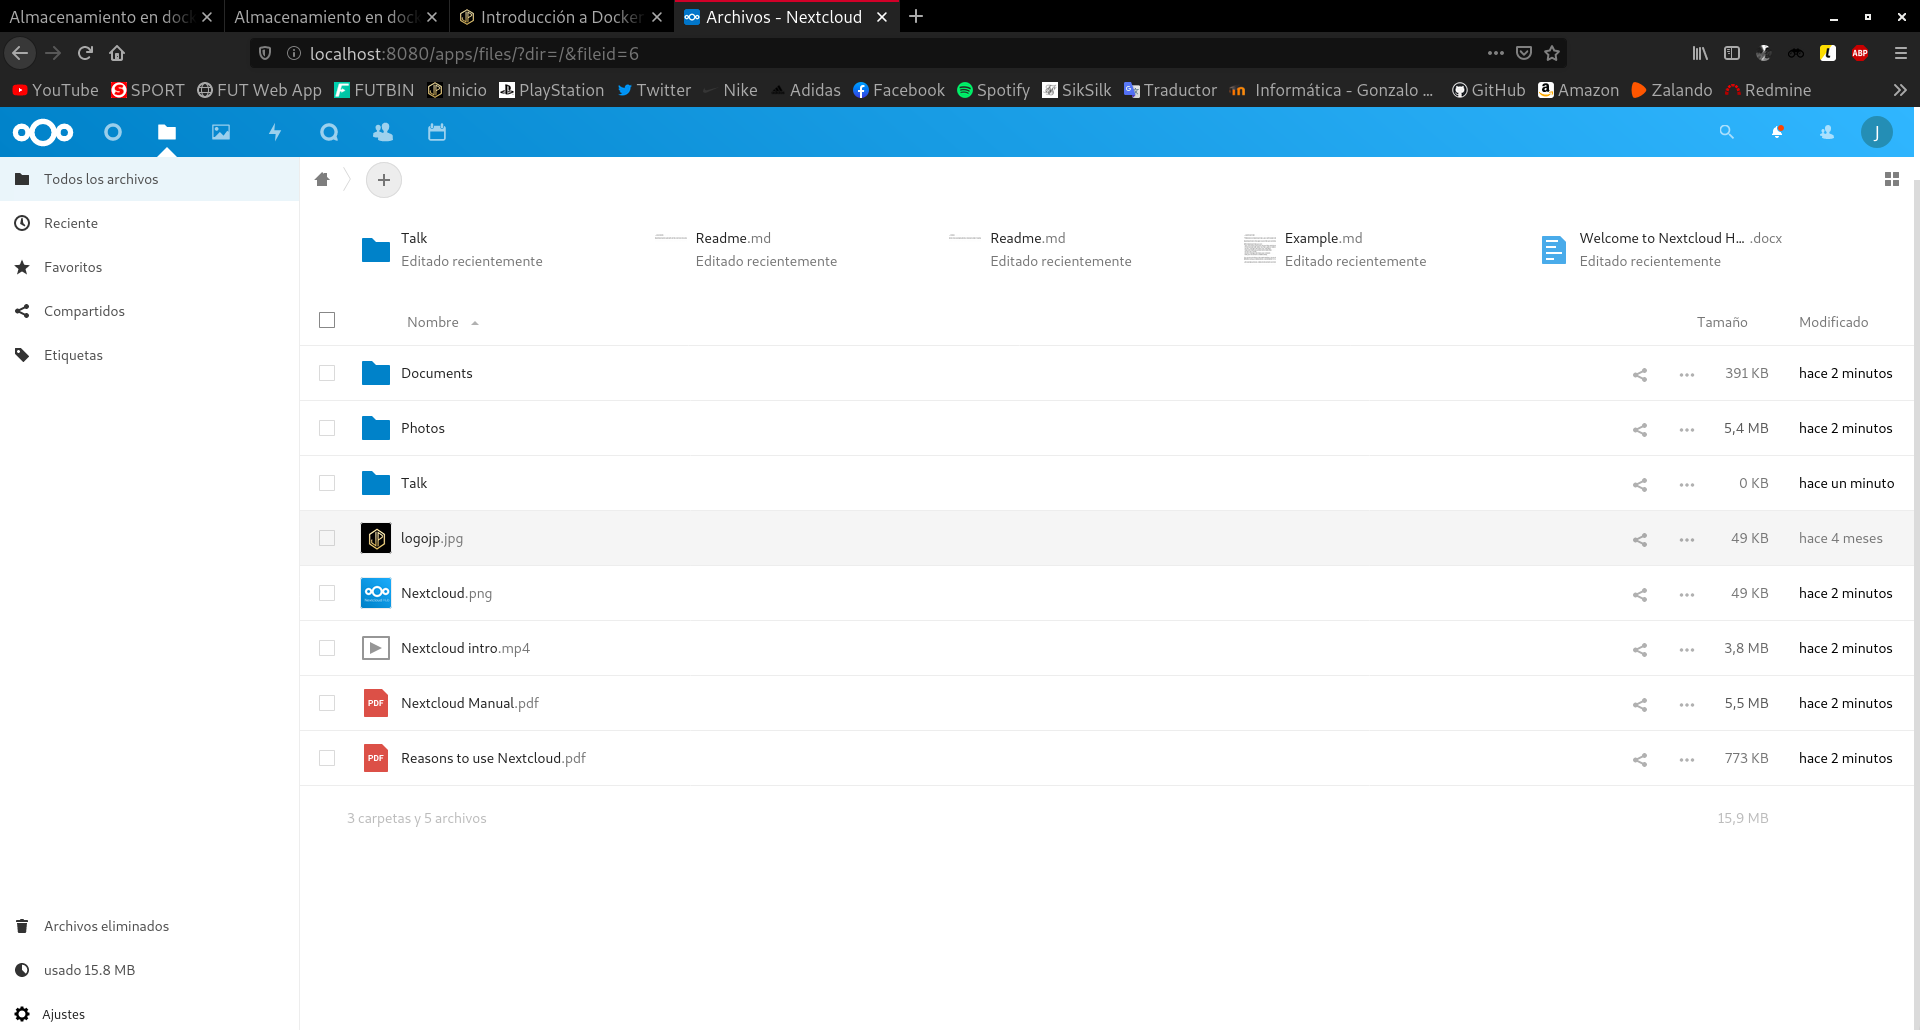 Almacenamiento en dock
Almacenamiento en dock
Introducción a Docker
Archivos - Nextcloud
localhost:8080/apps/files/?dir=/&fileid=6
ABP
YouTube SPORT FUT Web App FUTBIN Inicio PlayStation Twitter Nike Adidas Facebook Spotify SikSilk Traductor Informática - Gonzalo ... GitHub Amazon Zalando Redmine
J
Todos los archivos
Reciente
Favoritos
Compartidos
Etiquetas
Talk
Editado recientemente
Readme.md
Editado recientemente
Readme.md
Editado recientemente
Example.md
Editado recientemente
Welcome to Nextcloud H... .docx
Editado recientemente
Nombre Tamaño Modificado
Documents 391 KB hace 2 minutos
Photos 5,4 MB hace 2 minutos
Talk 0 KB hace un minuto
logojp.jpg 49 KB hace 4 meses
Nextcloud.png 49 KB hace 2 minutos
Nextcloud intro.mp4 3,8 MB hace 2 minutos
PDF Nextcloud Manual.pdf 5,5 MB hace 2 minutos
PDF Reasons to use Nextcloud.pdf 773 KB hace 2 minutos
3 carpetas y 5 archivos 15,9 MB
Archivos eliminados
usado 15.8 MB
Ajustes